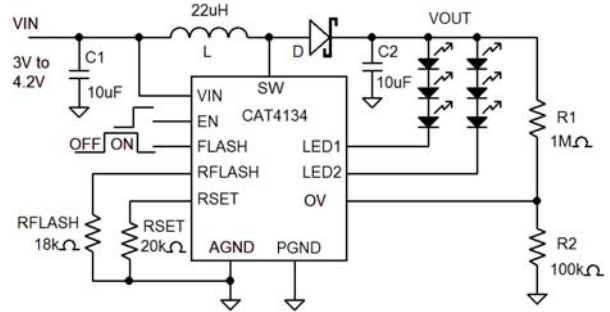 22uH
VIN
VOUT
L
D
C1
C2
3V to
4.2V
10uF
10uF
SW
VIN
CAT4134
EN
OFF ON
FLASH
LED1
R1
1MΩ
RFLASH
LED2
RSET
OV
RFLASH
18kΩ
RSET
20kΩ
AGND
PGND
R2
100kΩ